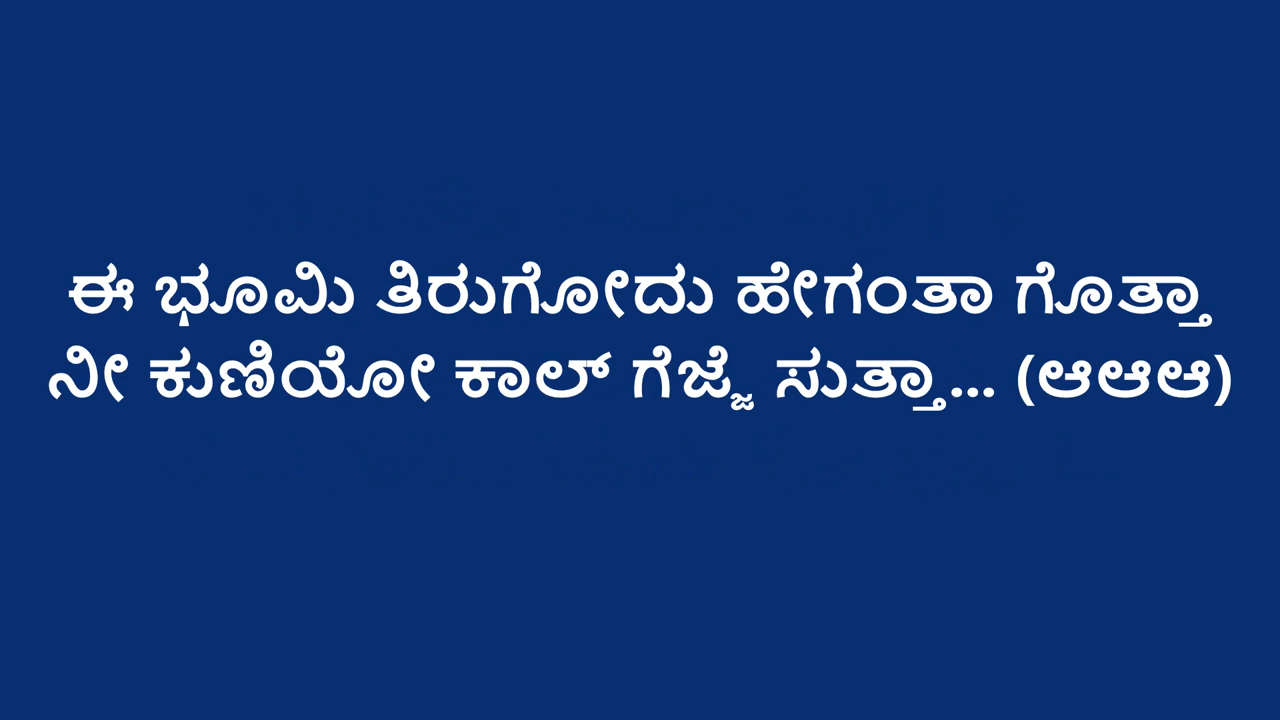 ಈ ಭೂಮಿ ತಿರುಗೋದು ಹೇಗಂತಾ ಗೊತ್ತಾ
ನೀ ಕುಣಿಯೋ ಕಾಲ್ ಗೆಜ್ಜೆ ಸುತ್ತಾ... (ಆಆಆ)